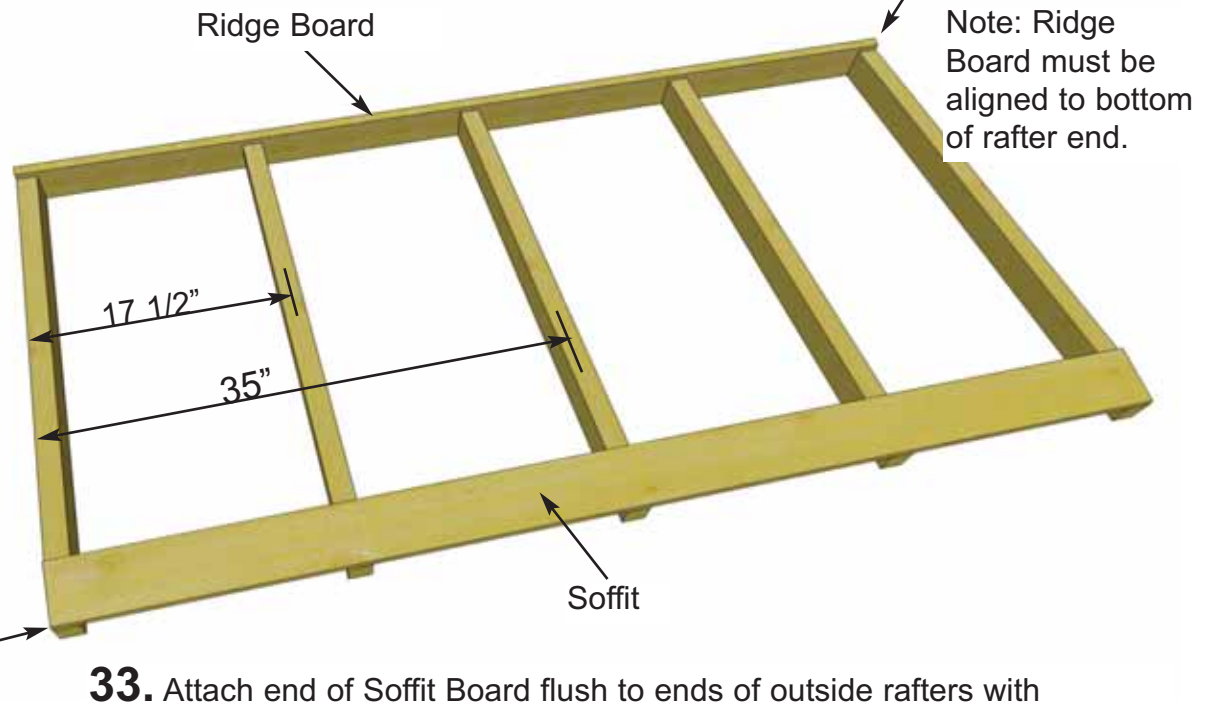 Ridge Board
Note: Ridge
Board must be
aligned to bottom
of rafter end.
17 1/2”
35”
Soffit
33. Attach end of Soffit Board flush to ends of outside rafters with